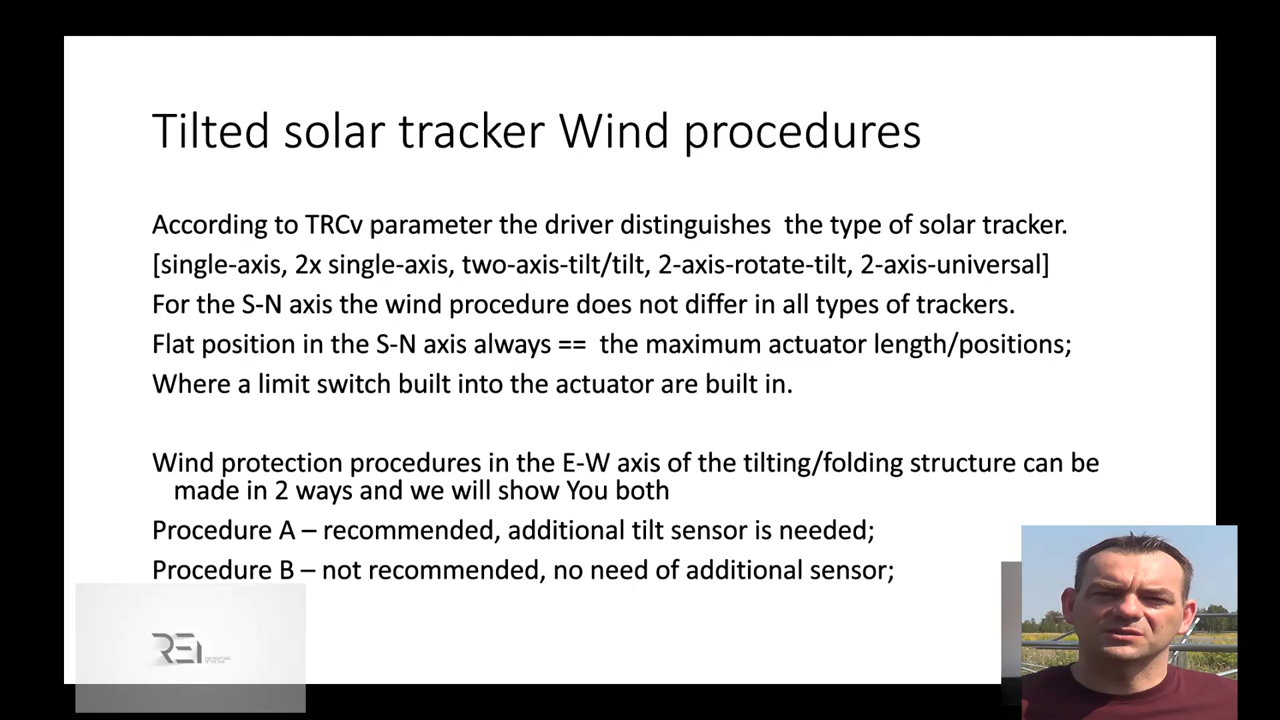 Tilted solar tracker Wind procedures
According to TRCv parameter the driver distinguishes  the type of solar tracker.
[single-axis, 2x single-axis, two-axis-tilt/tilt, 2-axis-rotate-tilt, 2-axis-universal]
For the S-N axis the wind procedure does not differ in all types of trackers.
Flat position in the S-N axis always ==  the maximum actuator length/positions;
Where a limit switch built into the actuator are built in.
Wind protection procedures in the E-W axis of the tilting/folding structure can be
made in 2 ways and we will show You both
Procedure A – recommended, additional tilt sensor is needed;
Procedure B – not recommended, no need of additional sensor;
REI